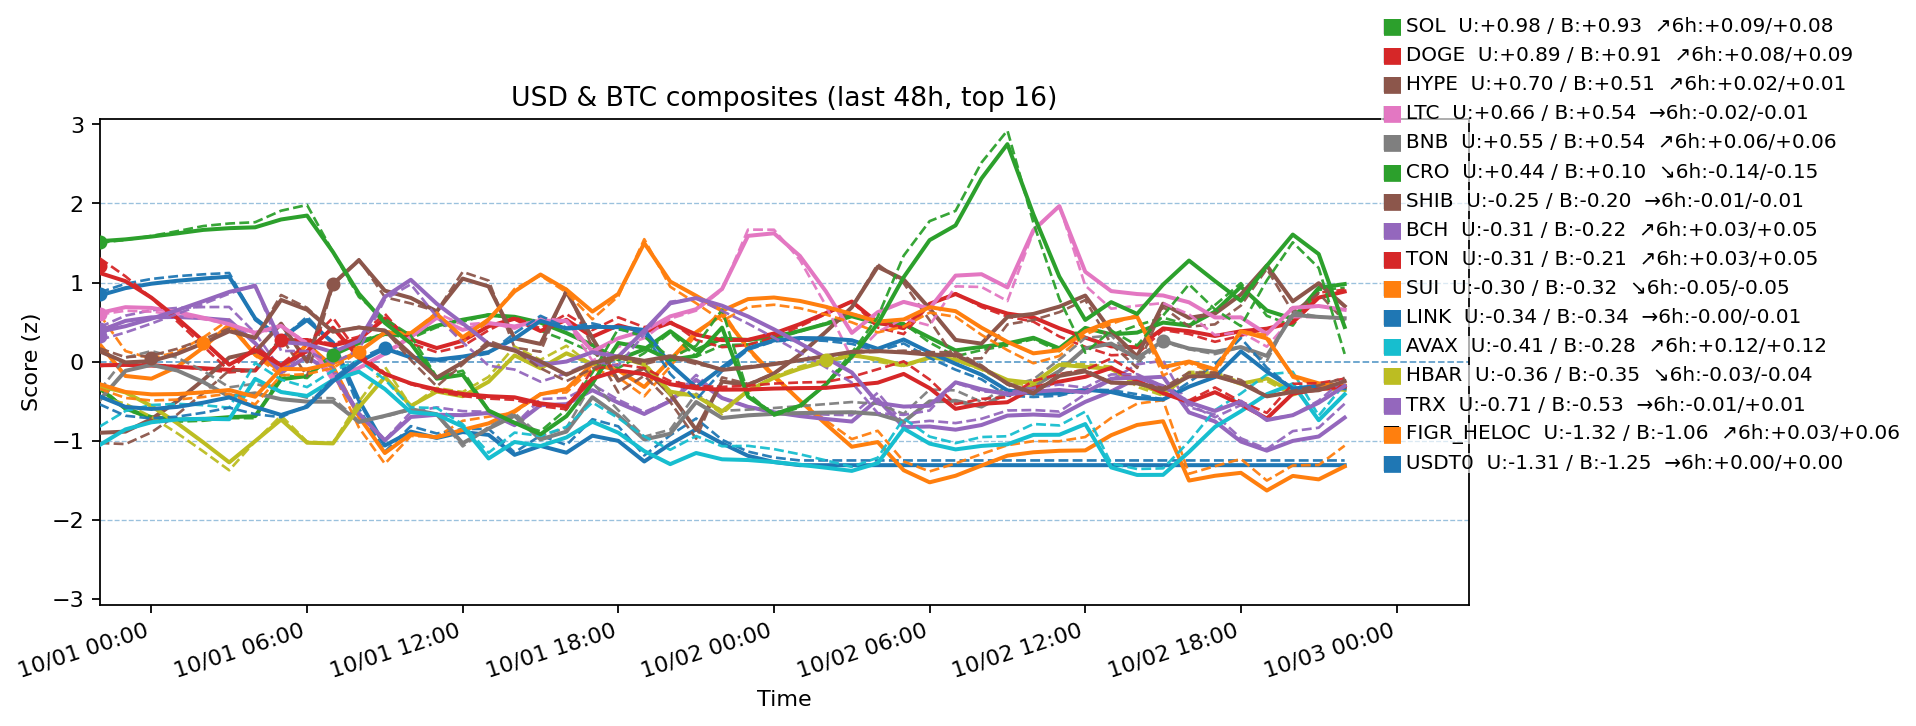 SOL U:+0.98 / B:+0.93 ↗6h:+0.09/+0.08
DOGE U:+0.89 / B:+0.91 ↗6h:+0.08/+0.09
HYPE U:+0.70 / B:+0.51 ↗6h:+0.02/+0.01
LTC U:+0.66 / B:+0.54 →6h:-0.02/-0.01
BNB U:+0.55 / B:+0.54 ↗6h:+0.06/+0.06
CRO U:+0.44 / B:+0.10 ↘6h:-0.14/-0.15
SHIB U:-0.25 / B:-0.20 →6h:-0.01/-0.01
BCH U:-0.31 / B:-0.22 ↗6h:+0.03/+0.05
TON U:-0.31 / B:-0.21 ↗6h:+0.03/+0.05
SUI U:-0.30 / B:-0.32 ↘6h:-0.05/-0.05
LINK U:-0.34 / B:-0.34 →6h:-0.00/-0.01
AVAX U:-0.41 / B:-0.28 ↗6h:+0.12/+0.12
HBAR U:-0.36 / B:-0.35 ↘6h:-0.03/-0.04
TRX U:-0.71 / B:-0.53 →6h:-0.01/+0.01
FIGR_HELOC U:-1.32 / B:-1.06 ↗6h:+0.03/+0.06
USDT0 U:-1.31 / B:-1.25 →6h:+0.00/+0.00
USD & BTC composites (last 48h, top 16)
Score (z)
3
2
1
0
−1
−2
−3
10/01 00:00
10/01 06:00
10/01 12:00
10/01 18:00
10/02 00:00
10/02 06:00
10/02 12:00
10/02 18:00
10/03 00:00
Time